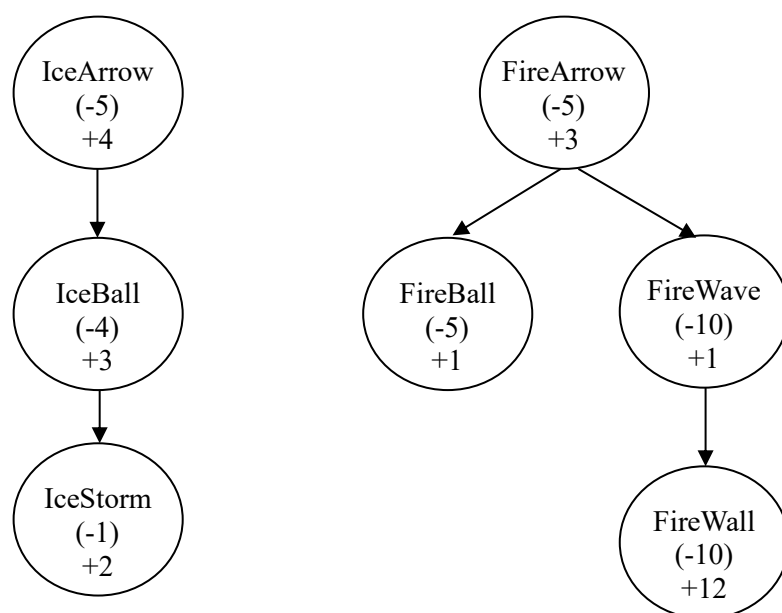 IceArrow
(-5)
+4
FireArrow
(-5)
+3
IceBall
(-4)
+3
FireBall
(-5)
+1
FireWave
(-10)
+1
IceStorm
(-1)
+2
FireWall
(-10)
+12